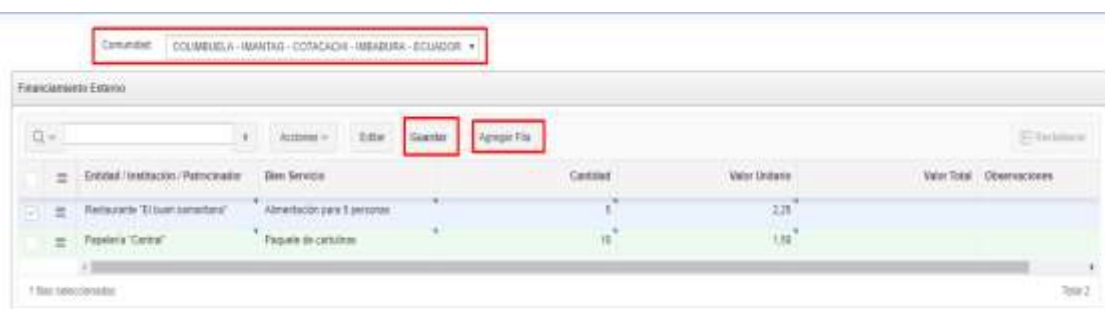 Comunidad: COLIMBUELA - IMANTAG - COTACACHI - IMBABURA - ECUADOR
Financiamiento Externo
Acciones Editar Guardar Agregar Fila Restablecer
Entidad / Institución / Patrocinador Bien Servicio Cantidad Valor Unitario Valor Total Observaciones
Restaurante "El buen samaritano" Alimentación para 5 personas 5 2,25
Papelería "Central" Paquete de cartulinas 10 1,50
1 filas seleccionadas Total 2